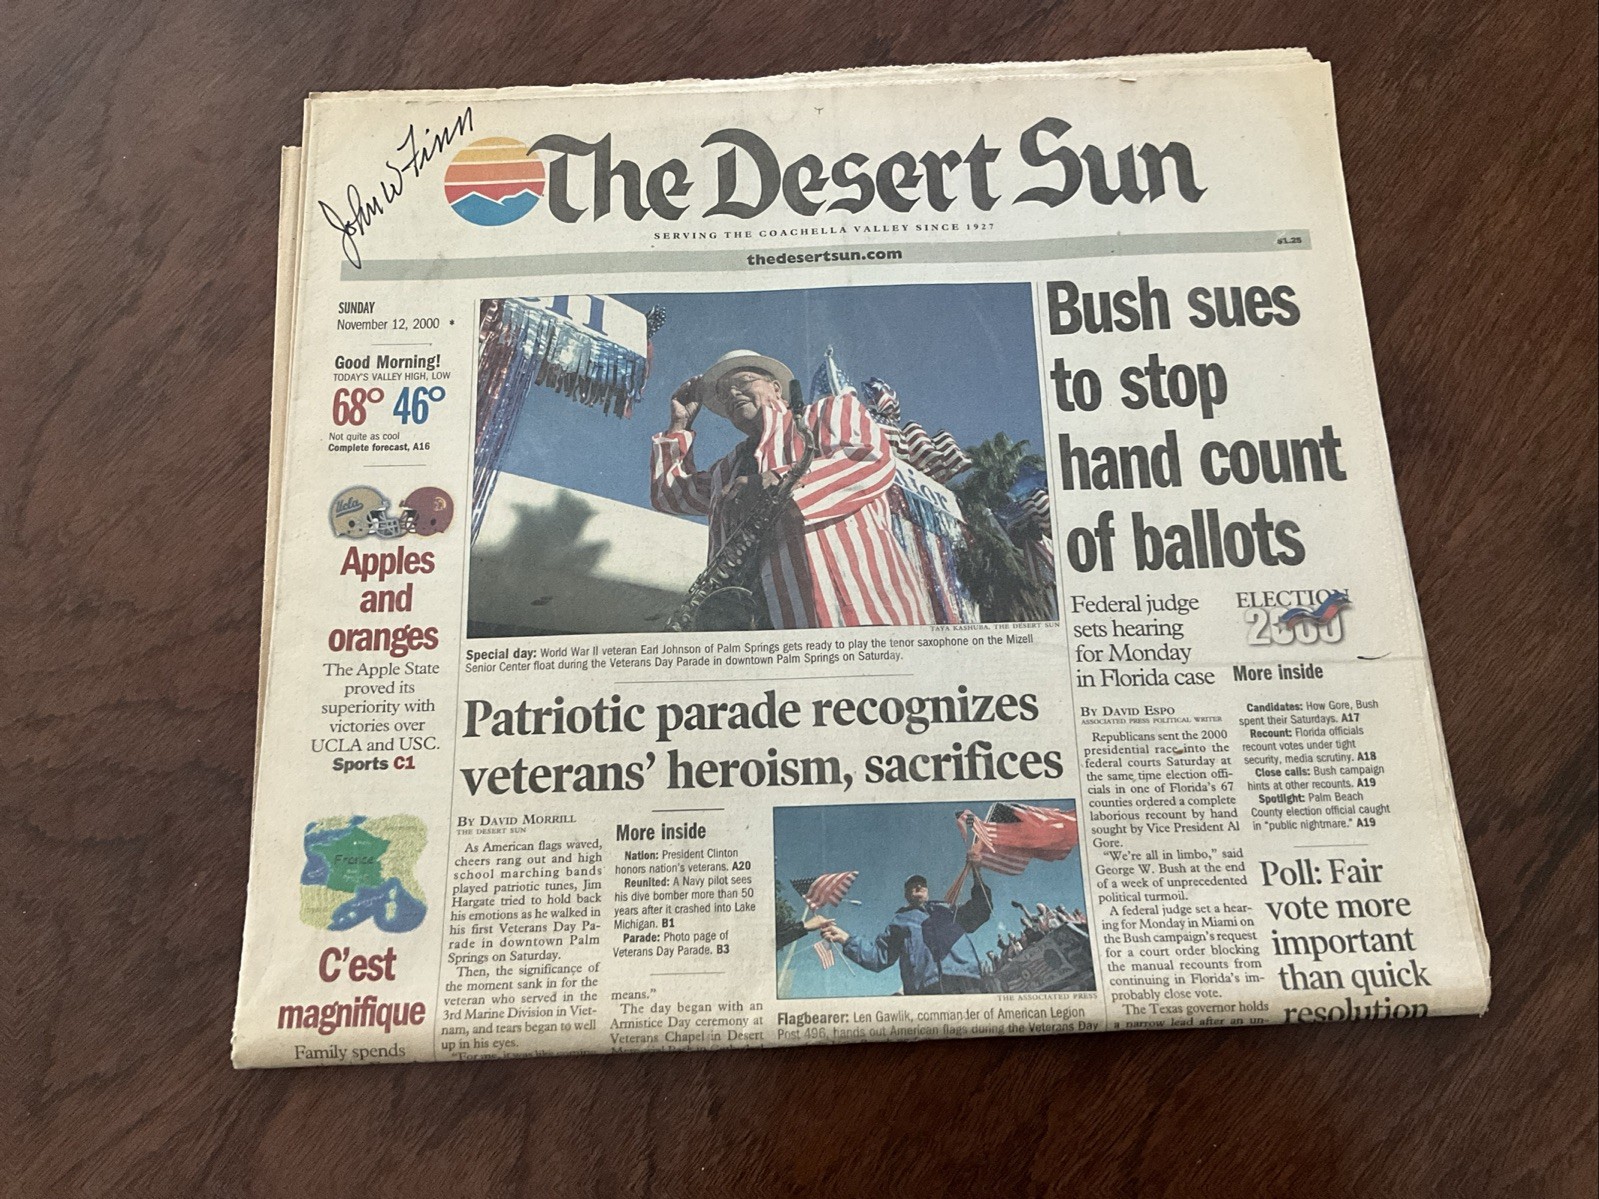 John W Finn
The Desert Sun
SERVING THE COACHELLA VALLEY SINCE 1927
$1.25
thedesertsun.com
SUNDAY
November 12, 2000 *
Good Morning!
TODAY'S VALLEY HIGH, LOW
68° 46°
Not quite as cool
Complete forecast, A16
Ucla
Apples
and
oranges
The Apple State
proved its
superiority with
victories over
UCLA and USC.
Sports C1
France
C'est
magnifique
Family spends
TAYA KASHUBA, THE DESERT SUN
Special day: World War II veteran Earl Johnson of Palm Springs gets ready to play the tenor saxophone on the Mizell
Senior Center float during the Veterans Day Parade in downtown Palm Springs on Saturday.
Patriotic parade recognizes
veterans' heroism, sacrifices
BY DAVID MORRILL
THE DESERT SUN
As American flags waved,
cheers rang out and high
school marching bands
played patriotic tunes, Jim
Hargate tried to hold back
his emotions as he walked in
his first Veterans Day Pa-
rade in downtown Palm
Springs on Saturday.
Then, the significance of
the moment sank in for the
veteran who served in the
3rd Marine Division in Viet-
nam, and tears began to well
up in his eyes.
"For me, it was like
More inside
Nation: President Clinton
honors nation's veterans. A20
Reunited: A Navy pilot sees
his dive bomber more than 50
years after it crashed into Lake
Michigan. B1
Parade: Photo page of
Veterans Day Parade. B3
means."
The day began with an
Armistice Day ceremony at
Veterans Chapel in Desert
Memorial Park in Cathedral
THE ASSOCIATED PRESS
Flagbearer: Len Gawlik, commander of American Legion
Post 496, hands out American flags during the Veterans Day
Bush sues
to stop
hand count
of ballots
Federal judge
sets hearing
for Monday
in Florida case
ELECTION
2000
More inside
BY DAVID ESPO
ASSOCIATED PRESS POLITICAL WRITER
Republicans sent the 2000
presidential race into the
federal courts Saturday at
the same time election offi-
cials in one of Florida's 67
counties ordered a complete
laborious recount by hand
sought by Vice President Al
Gore.
"We're all in limbo," said
George W. Bush at the end
of a week of unprecedented
political turmoil.
A federal judge set a hear-
ing for Monday in Miami on
the Bush campaign's request
for a court order blocking
the manual recounts from
continuing in Florida's im-
probably close vote.
The Texas governor holds
a narrow lead after an un-
Candidates: How Gore, Bush
spent their Saturdays. A17
Recount: Florida officials
recount votes under tight
security, media scrutiny. A18
Close calls: Bush campaign
hints at other recounts. A19
Spotlight: Palm Beach
County election official caught
in "public nightmare." A19
Poll: Fair
vote more
important
than quick
resolution